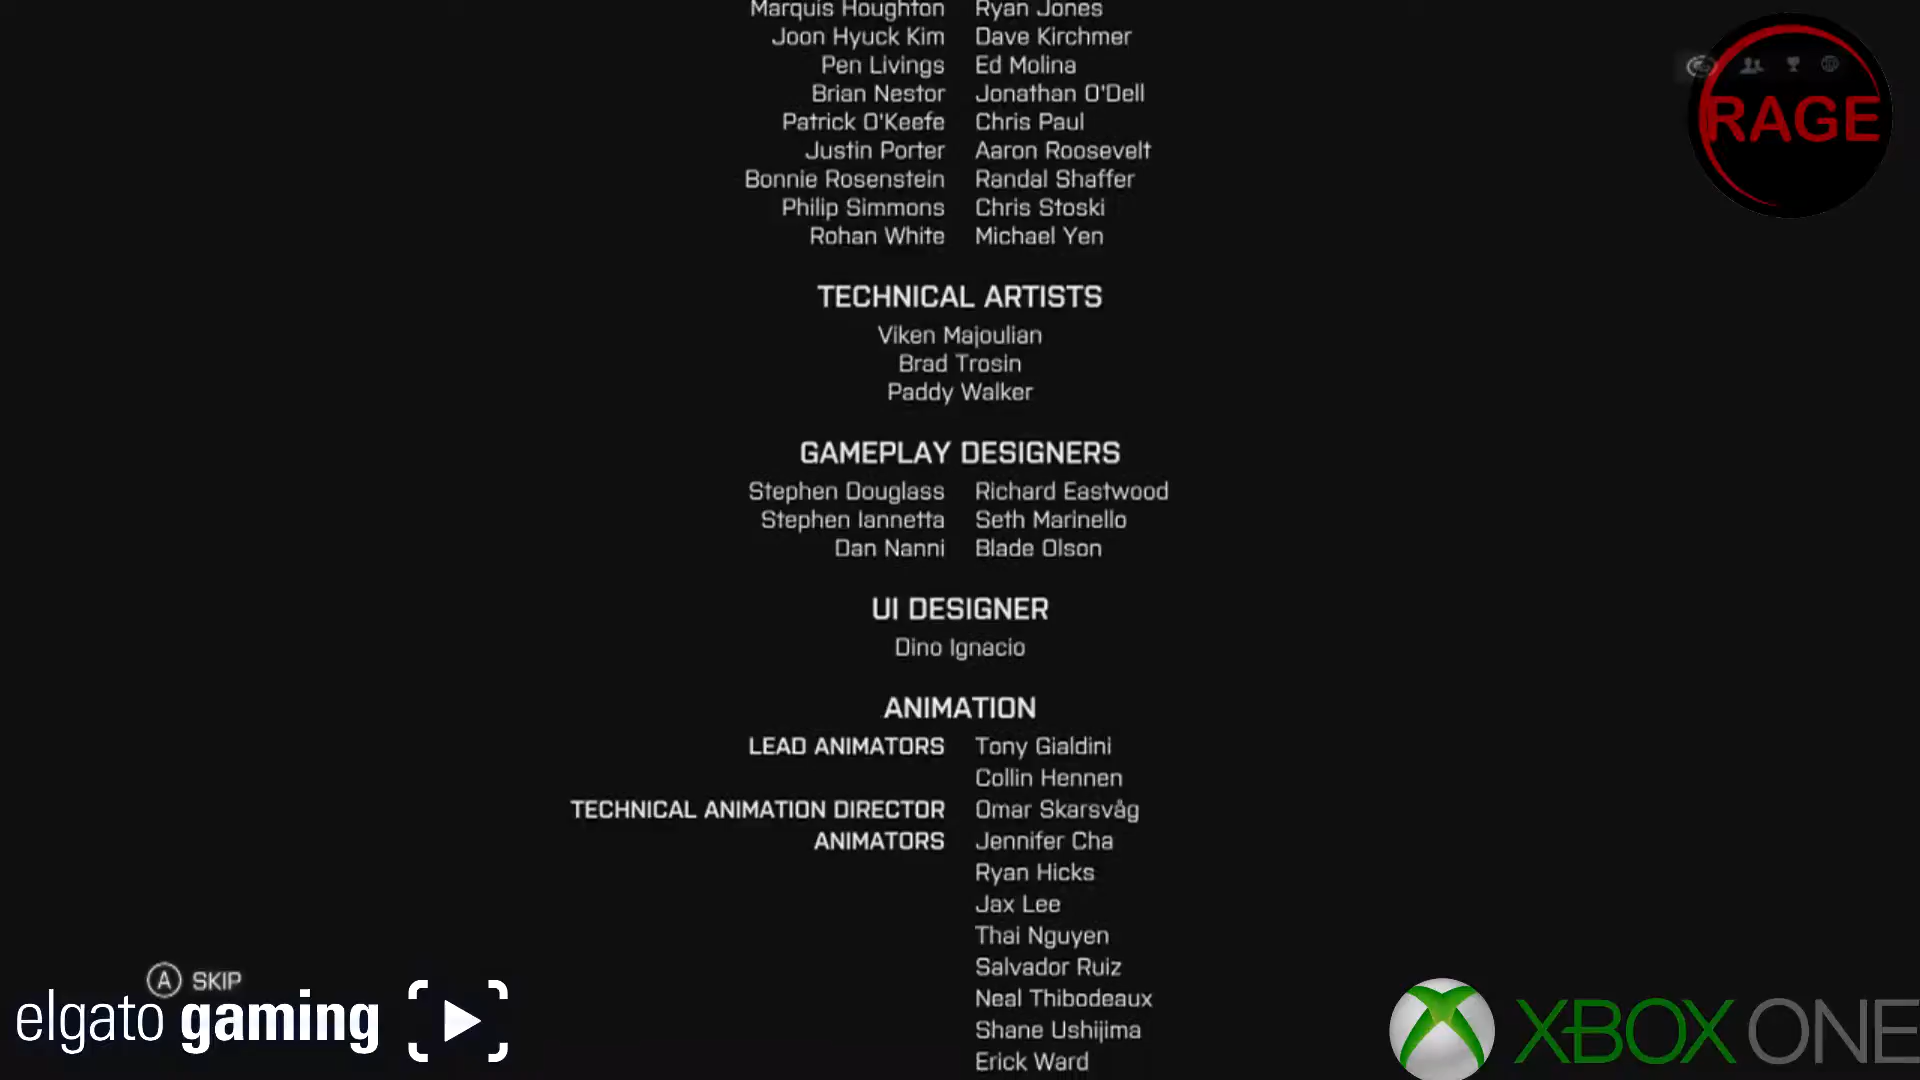 Marquis Houghton Ryan Jones
Joon Hyuck Kim Dave Kirchmer
Pen Livings Ed Molina
Brian Nestor Jonathan O'Dell
Patrick O'Keefe Chris Paul
Justin Porter Aaron Roosevelt
Bonnie Rosenstein Randal Shaffer
Philip Simmons Chris Stoski
Rohan White Michael Yen
RAGE
TECHNICAL ARTISTS
Viken Majoulian
Brad Trosin
Paddy Walker
GAMEPLAY DESIGNERS
Stephen Douglass Richard Eastwood
Stephen Iannetta Seth Marinello
Dan Nanni Blade Olson
UI DESIGNER
Dino Ignacio
ANIMATION
LEAD ANIMATORS Tony Gialdini
Collin Hennen
TECHNICAL ANIMATION DIRECTOR Omar Skarsvåg
ANIMATORS Jennifer Cha
Ryan Hicks
Jax Lee
Thai Nguyen
Salvador Ruiz
Neal Thibodeaux
Shane Ushijima
Erick Ward
A SKIP
elgato gaming
XBOX ONE